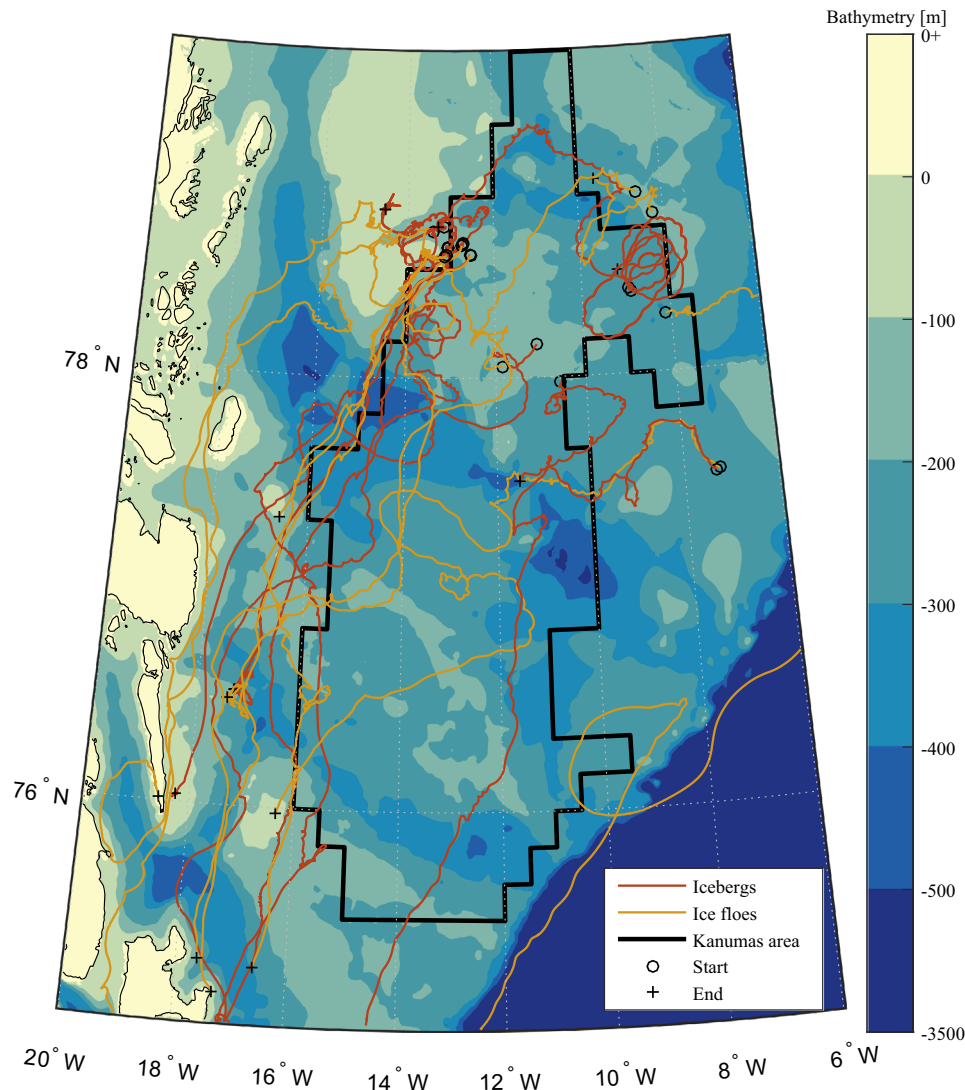 Bathymetry [m]
0+
0
-100
-200
-300
-400
-500
-3500
78 ° N
76 ° N
Icebergs
Ice floes
Kanumas area
Start
End
20 ° W
18 ° W
16 ° W
14 ° W
12 ° W
10 ° W
8 ° W
6 ° W